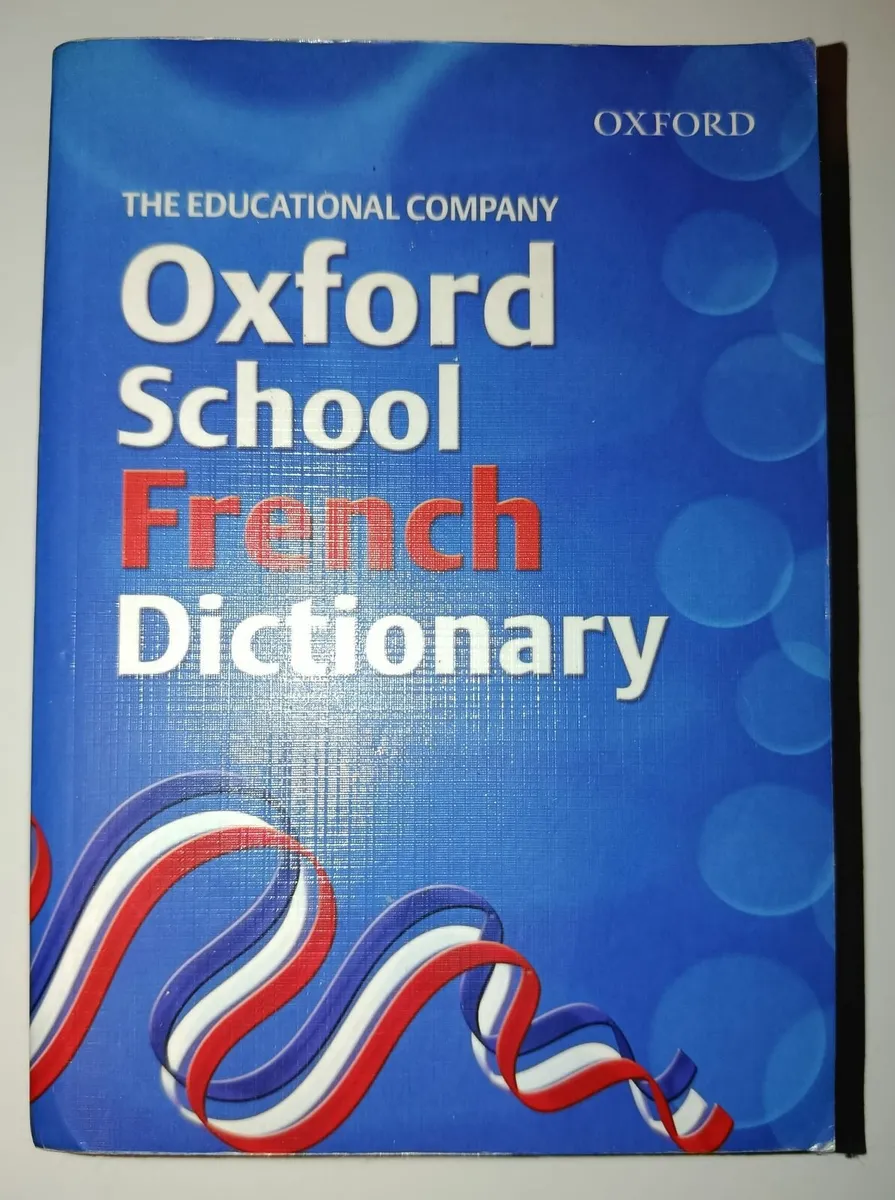 OXFORD
THE EDUCATIONAL COMPANY
Oxford
School
French
Dictionary